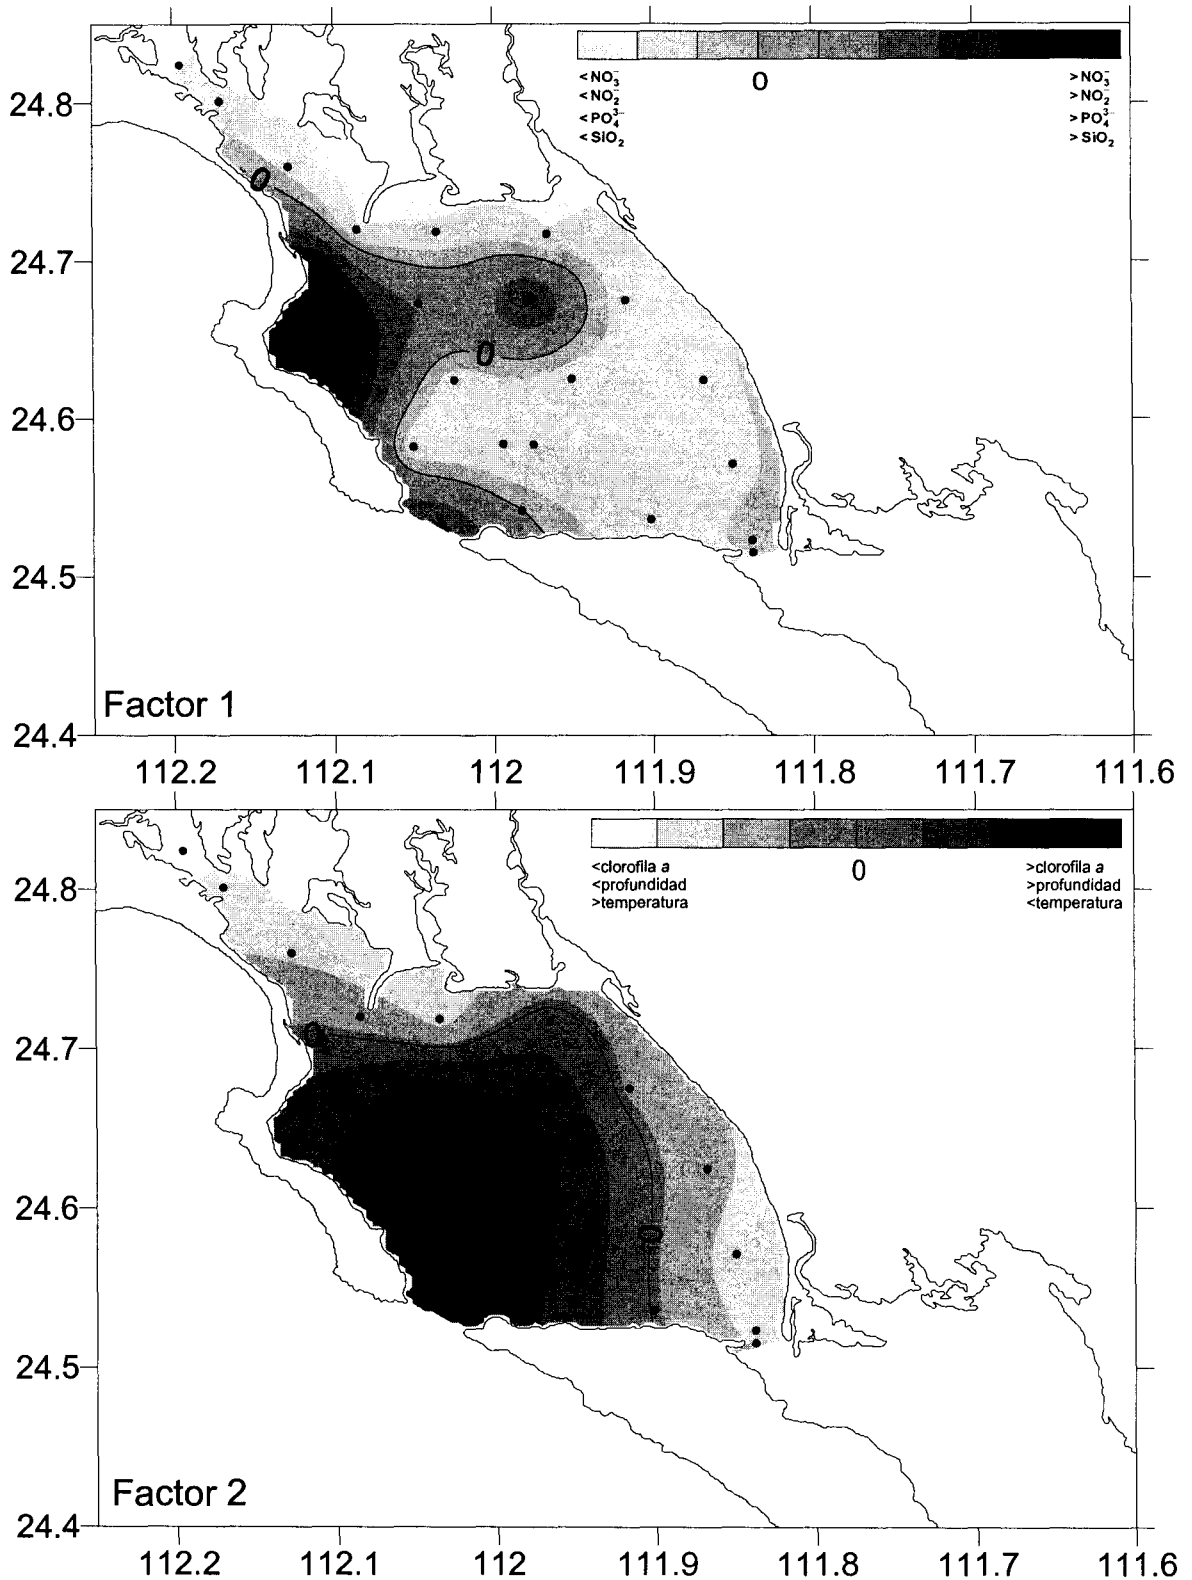 < NO₃⁻ 0 > NO₃⁻
< NO₂⁻ > NO₂⁻
< PO₄³⁻ > PO₄³⁻
< SiO₂ > SiO₂
24.8
0
24.7
0
24.6
24.5
Factor 1
24.4
112.2 112.1 112 111.9 111.8 111.7 111.6
<clorofila a 0 >clorofila a
<profundidad >profundidad
>temperatura <temperatura
24.8
0
24.7
24.6
0
24.5
Factor 2
24.4
112.2 112.1 112 111.9 111.8 111.7 111.6